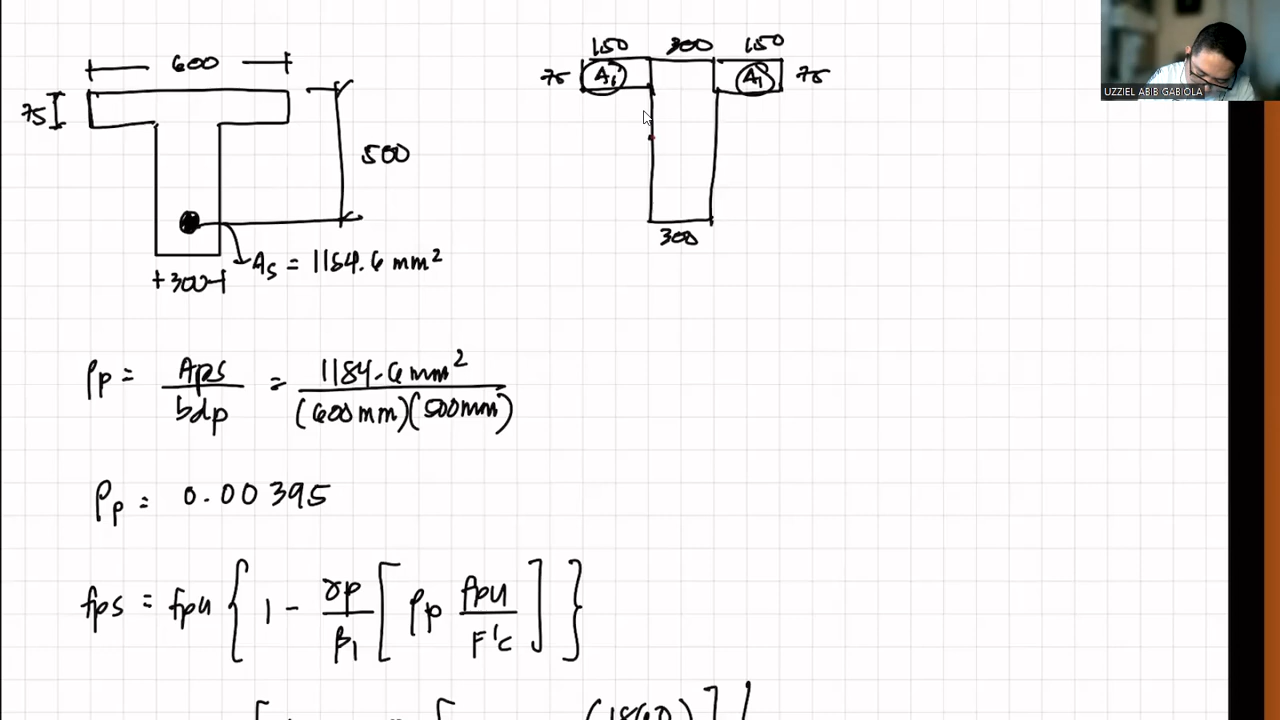 600
75
500
300
As = 1184.6 mm²
150 300 150
75 A₁ A₁ 75
300
ρp = Aps / bdp = 1184.6 mm² / (600 mm)(500 mm)
ρp = 0.00395
fps = fpu { 1 - γp / β₁ [ ρp fpu / F'c ] }
(1860)
UZZIEL ABIB GABIOLA